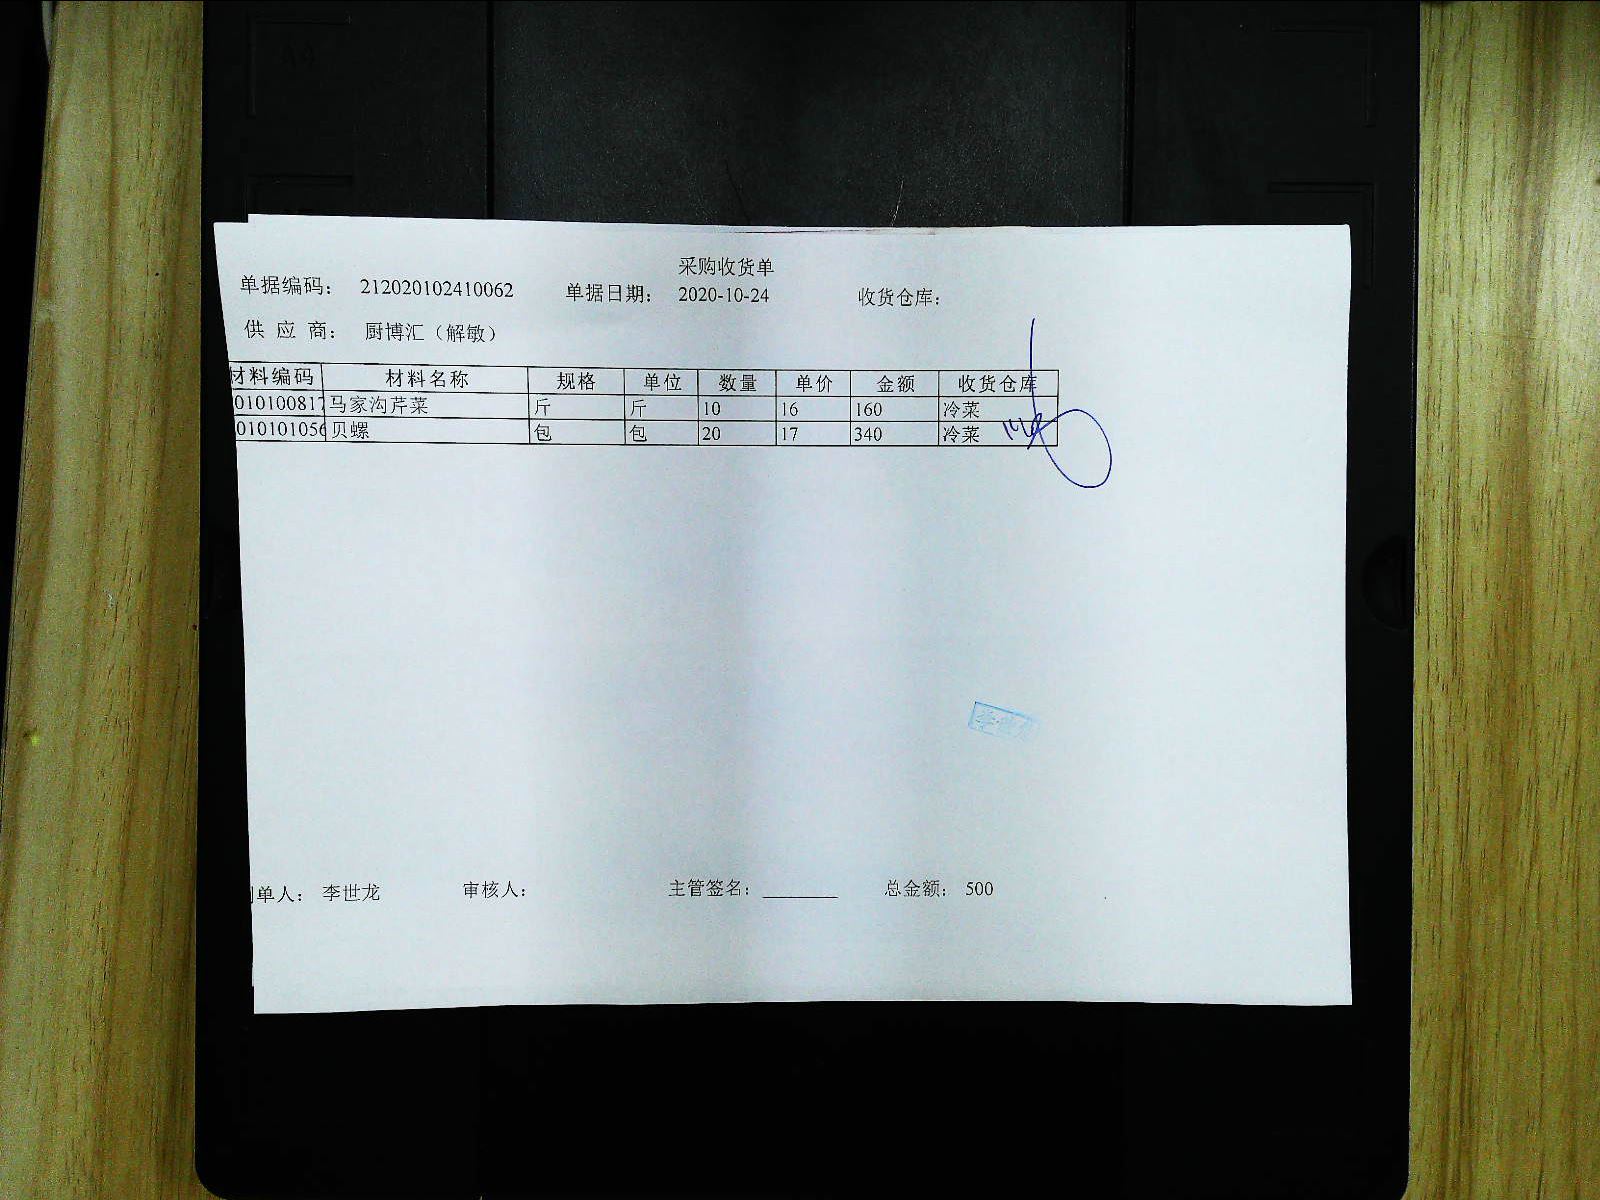 采购收货单
单据编码： 212020102410062 单据日期： 2020-10-24 收货仓库：
供 应 商： 厨博汇（解敏）
材料编码 材料名称 规格 单位 数量 单价 金额 收货仓库
010100817 马家沟芹菜 斤 斤 10 16 160 冷菜
010101056 贝螺 包 包 20 17 340 冷菜
单人： 李世龙 审核人： 主管签名： 总金额： 500